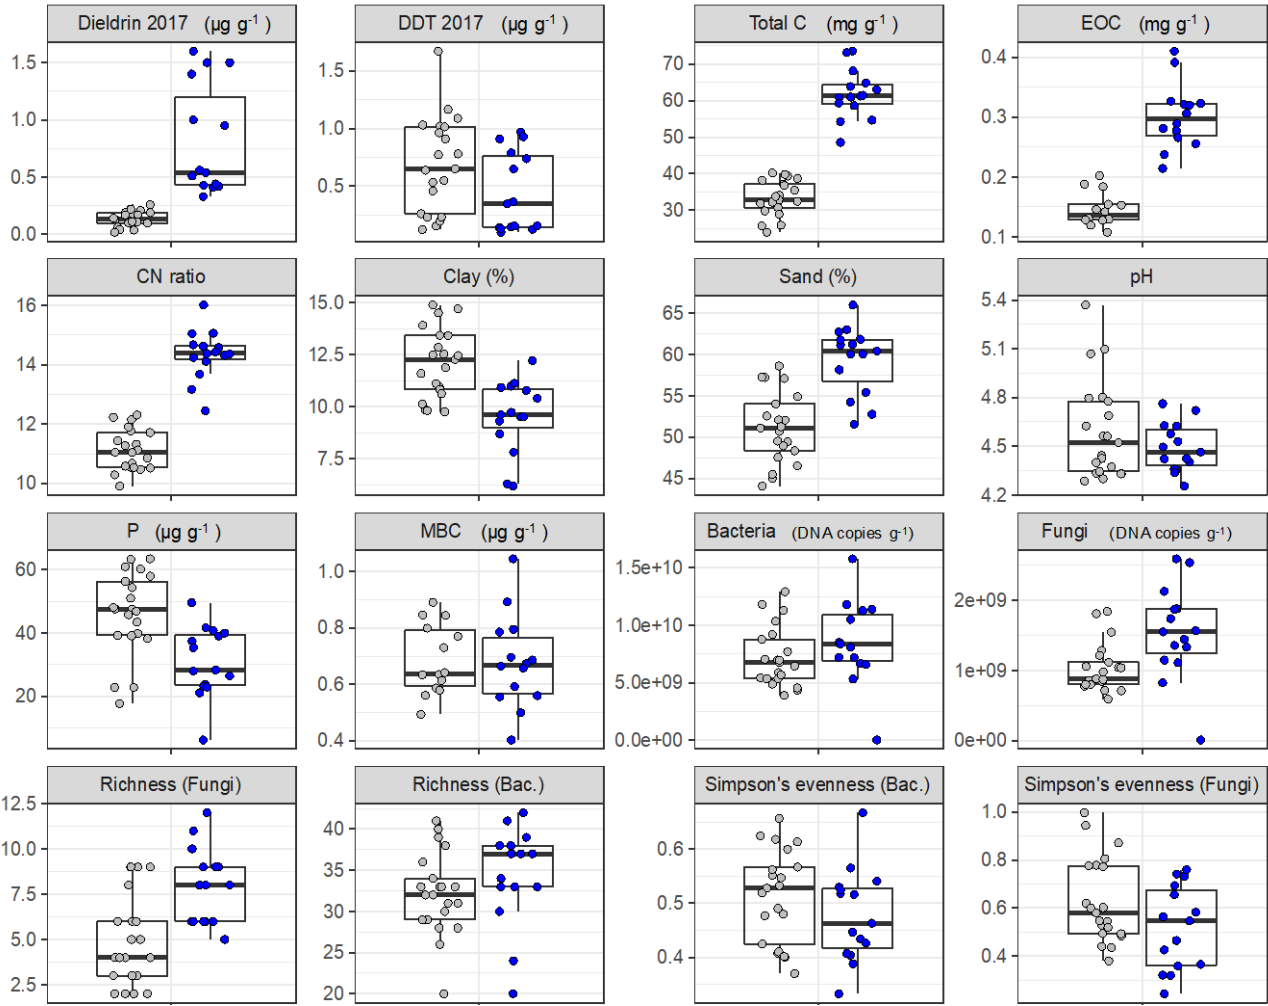 Dieldrin 2017 (µg g⁻¹ )
DDT 2017 (µg g⁻¹ )
Total C (mg g⁻¹ )
EOC (mg g⁻¹ )
1.5
1.0
0.5
0.0
1.5
1.0
0.5
70
60
50
40
30
0.4
0.3
0.2
0.1
CN ratio
Clay (%)
Sand (%)
pH
16
14
12
10
15.0
12.5
10.0
7.5
65
60
55
50
45
5.4
5.1
4.8
4.5
4.2
P (µg g⁻¹ )
MBC (µg g⁻¹ )
Bacteria (DNA copies g⁻¹)
Fungi (DNA copies g⁻¹)
60
40
20
1.0
0.8
0.6
0.4
1.5e+10
1.0e+10
5.0e+09
0.0e+00
2e+09
1e+09
0e+00
Richness (Fungi)
Richness (Bac.)
Simpson's evenness (Bac.)
Simpson's evenness (Fungi)
12.5
10.0
7.5
5.0
2.5
40
35
30
25
20
0.6
0.5
0.4
1.0
0.8
0.6
0.4